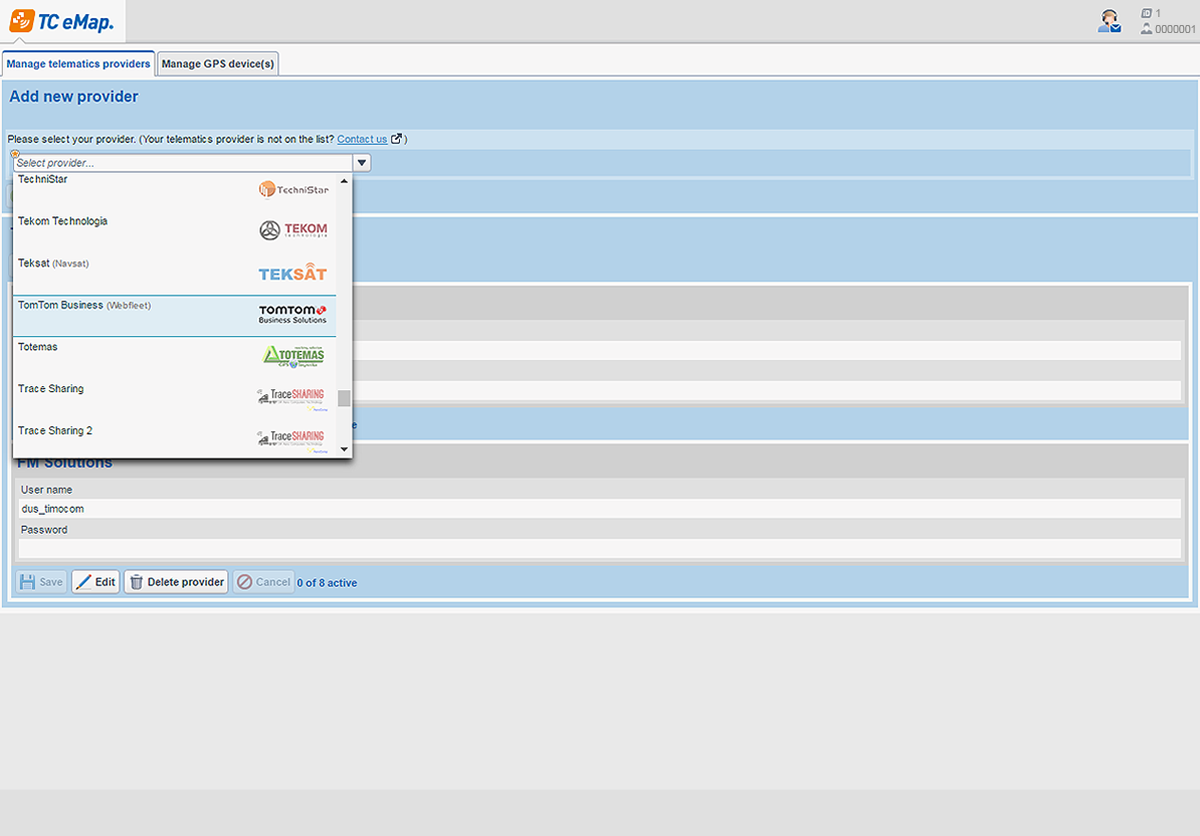 TC eMap.
1
0000001
Manage telematics providers
Manage GPS device(s)
Add new provider
Please select your provider. (Your telematics provider is not on the list? Contact us )
Select provider...
TechniStar
TECHNISTAR
Tekom Technologia
TEKOM
technologia
Teksat (Navsat)
TEKSAT
TomTom Business (Webfleet)
TOMTOM
Business Solutions
Totemas
TOTEMAS
Trace Sharing
TraceSHARING
Trace Sharing 2
TraceSHARING
FM Solutions
User name
dus_timocom
Password
Save
Edit
Delete provider
Cancel
0 of 8 active